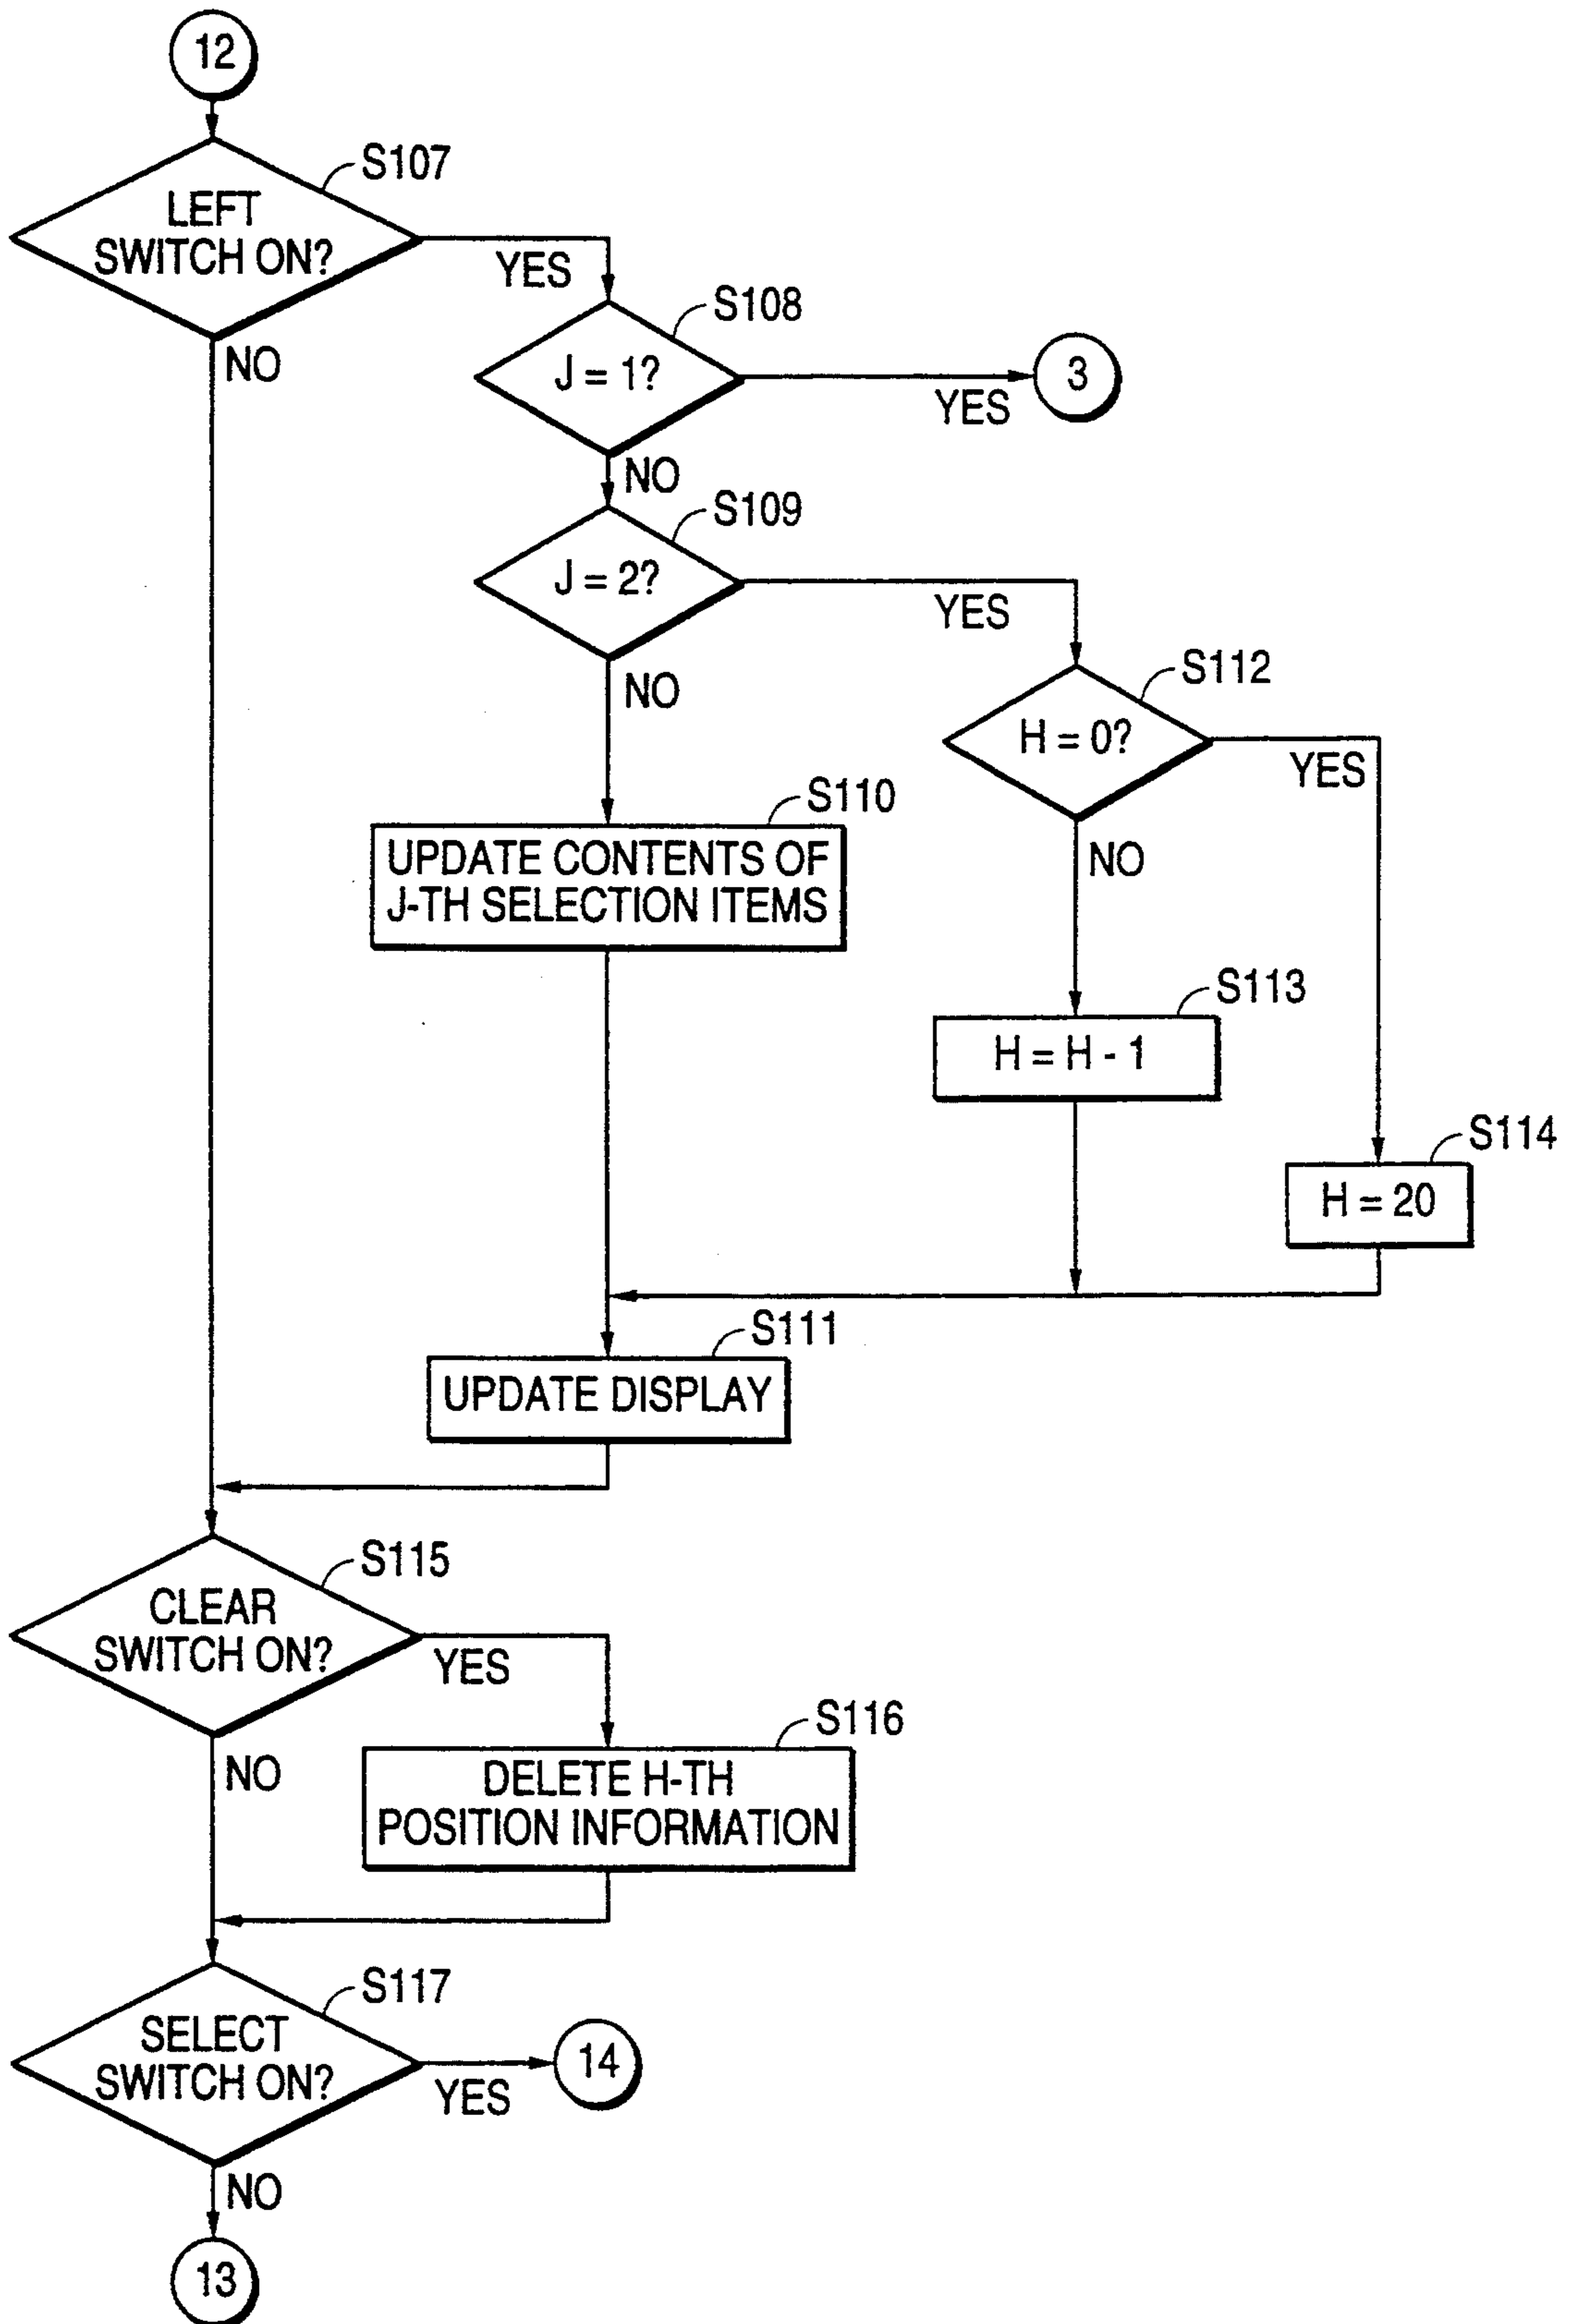 12
S107
LEFT
SWITCH ON?
YES
NO
S108
J = 1?
YES
3
NO
S109
J = 2?
YES
NO
S112
H = 0?
YES
NO
S110
UPDATE CONTENTS OF
J-TH SELECTION ITEMS
S113
H = H - 1
S114
H = 20
S111
UPDATE DISPLAY
S115
CLEAR
SWITCH ON?
YES
NO
S116
DELETE H-TH
POSITION INFORMATION
S117
SELECT
SWITCH ON?
YES
14
NO
13